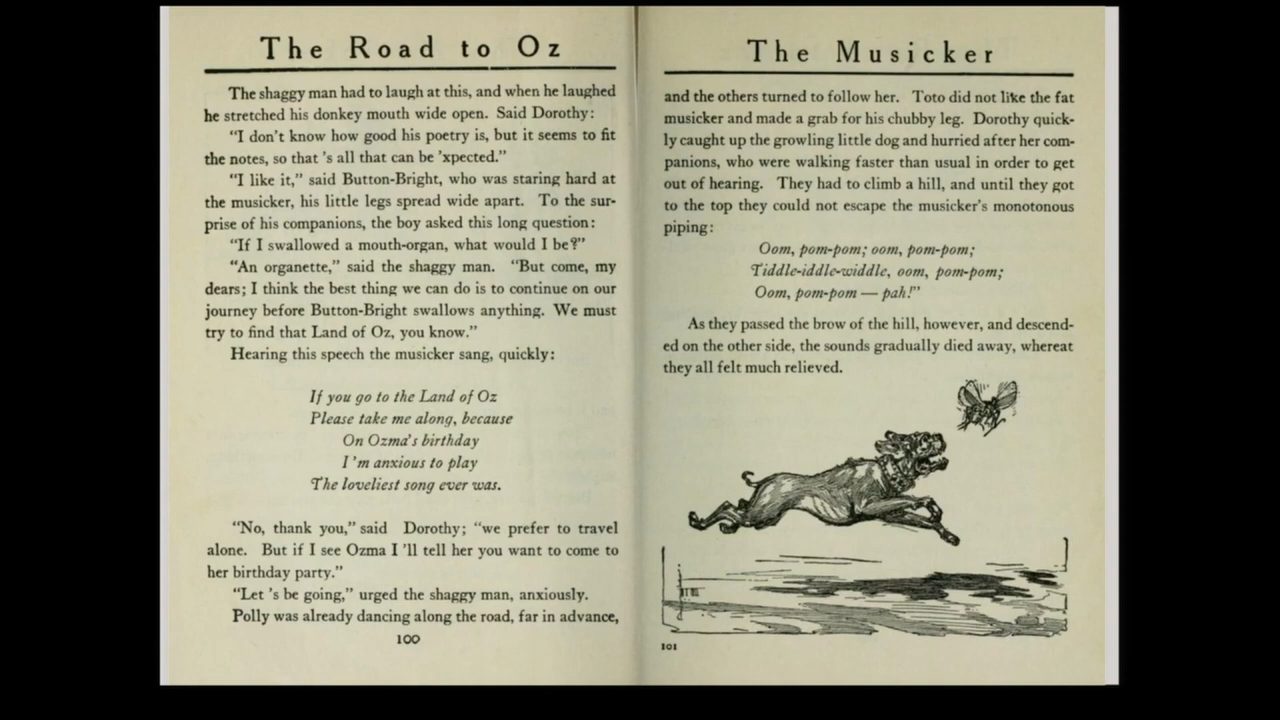 The Road to Oz
The shaggy man had to laugh at this, and when he laughed
he stretched his donkey mouth wide open. Said Dorothy:
“I don’t know how good his poetry is, but it seems to fit
the notes, so that ’s all that can be ’xpected.”
“I like it,” said Button-Bright, who was staring hard at
the musicker, his little legs spread wide apart. To the sur-
prise of his companions, the boy asked this long question:
“If I swallowed a mouth-organ, what would I be?”
“An organette,” said the shaggy man. “But come, my
dears; I think the best thing we can do is to continue on our
journey before Button-Bright swallows anything. We must
try to find that Land of Oz, you know.”
Hearing this speech the musicker sang, quickly:
If you go to the Land of Oz
Please take me along, because
On Ozma’s birthday
I ’m anxious to play
The loveliest song ever was.
“No, thank you,” said Dorothy; “we prefer to travel
alone. But if I see Ozma I ’ll tell her you want to come to
her birthday party.”
“Let ’s be going,” urged the shaggy man, anxiously.
Polly was already dancing along the road, far in advance,
100
The Musicker
and the others turned to follow her. Toto did not like the fat
musicker and made a grab for his chubby leg. Dorothy quick-
ly caught up the growling little dog and hurried after her com-
panions, who were walking faster than usual in order to get
out of hearing. They had to climb a hill, and until they got
to the top they could not escape the musicker’s monotonous
piping:
Oom, pom-pom; oom, pom-pom;
Tiddle-iddle-widdle, oom, pom-pom;
Oom, pom-pom — pah!”
As they passed the brow of the hill, however, and descend-
ed on the other side, the sounds gradually died away, whereat
they all felt much relieved.
101